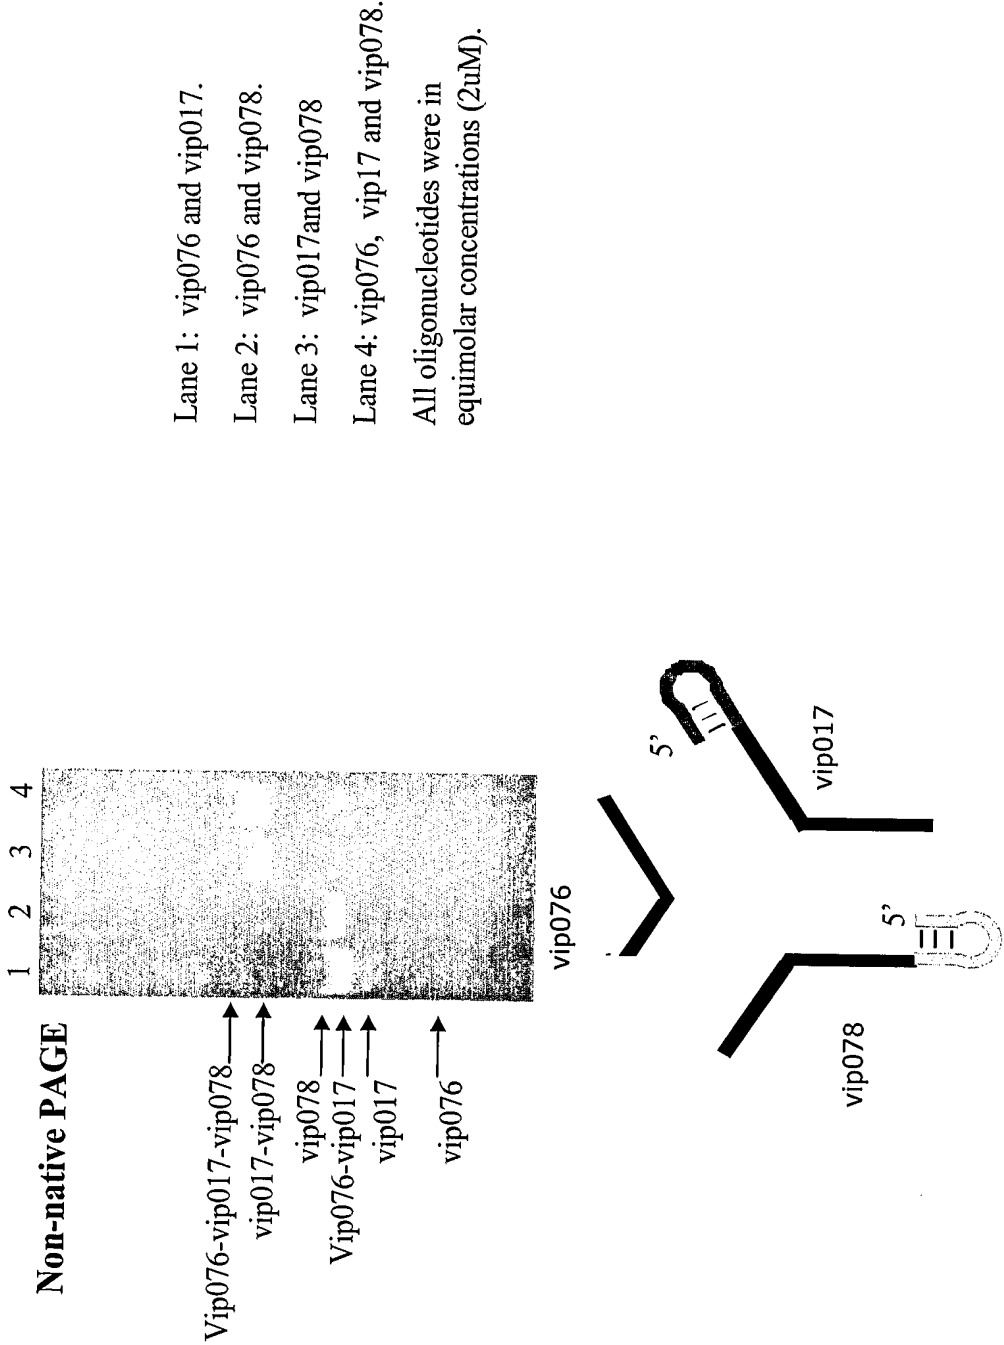 Non-native PAGE
1 2 3 4
Vip076-vip017-vip078
vip017-vip078
vip078
Vip076-vip017
vip017
vip076
Lane 1: vip076 and vip017.
Lane 2: vip076 and vip078.
Lane 3: vip017and vip078
Lane 4: vip076, vip17 and vip078.
All oligonucleotides were in
equimolar concentrations (2uM).
vip076
5’
vip017
5’
vip078